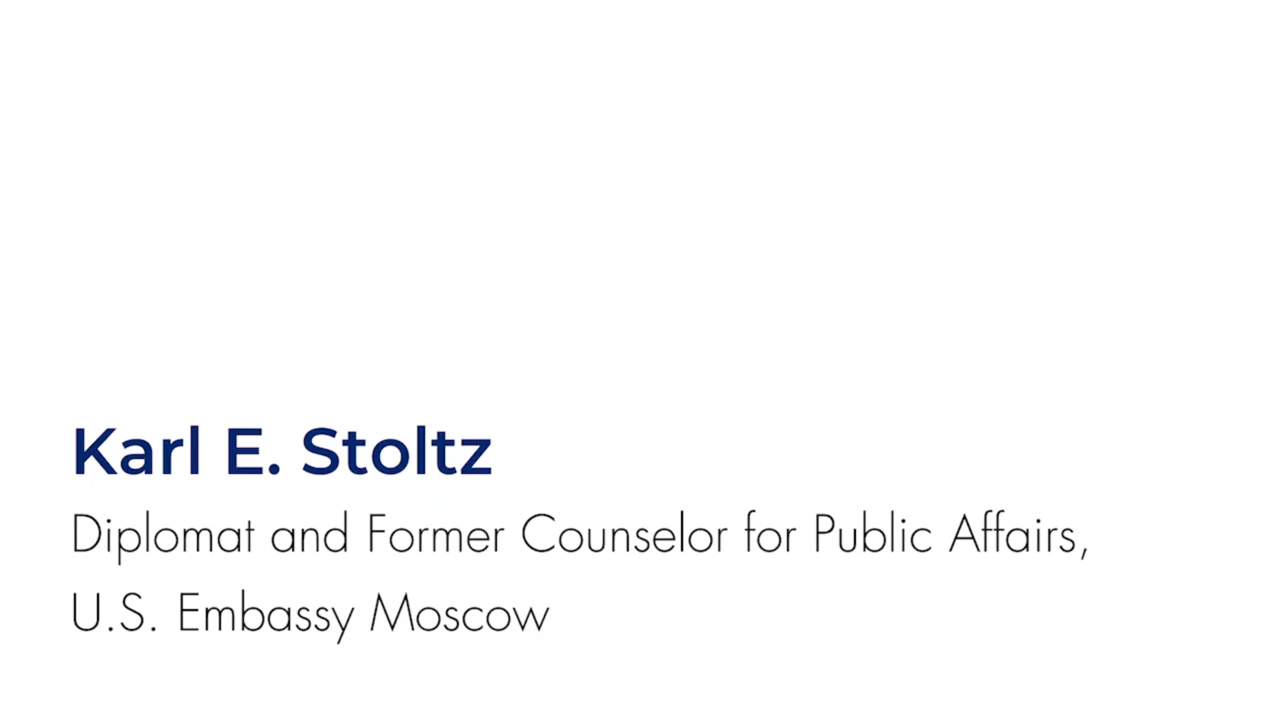 Karl E. Stoltz
Diplomat and Former Counselor for Public Affairs,
U.S. Embassy Moscow